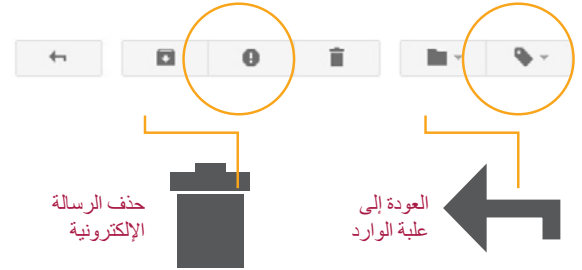 العودة إلى
علبة الوارد
حذف الرسالة
الإلكترونية